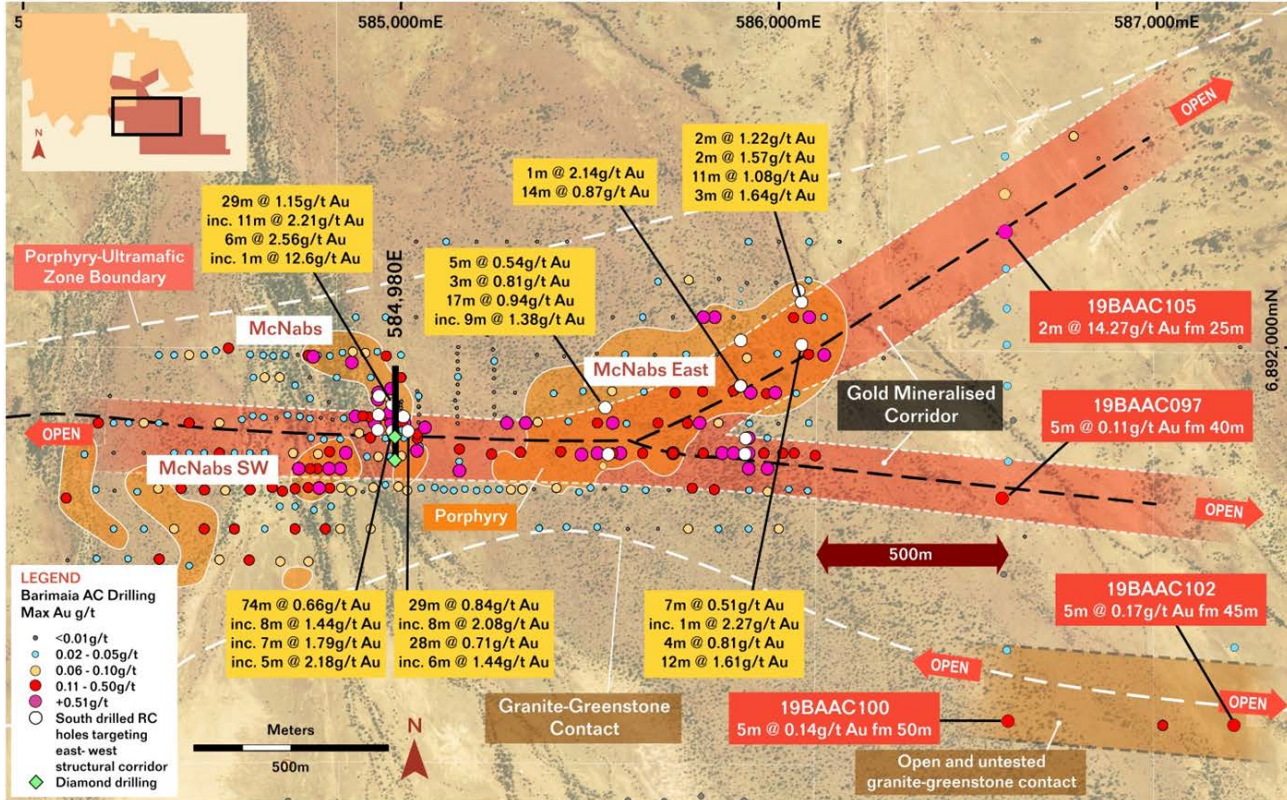 5
585,000mE
586,000mE
587,000mE
N
OPEN
2m @ 1.22g/t Au
2m @ 1.57g/t Au
11m @ 1.08g/t Au
3m @ 1.64g/t Au
1m @ 2.14g/t Au
14m @ 0.87g/t Au
29m @ 1.15g/t Au
inc. 11m @ 2.21g/t Au
6m @ 2.56g/t Au
inc. 1m @ 12.6g/t Au
Porphyry-Ultramafic
Zone Boundary
584,980E
5m @ 0.54g/t Au
3m @ 0.81g/t Au
17m @ 0.94g/t Au
inc. 9m @ 1.38g/t Au
19BAAC105
2m @ 14.27g/t Au fm 25m
6,892,000mN
McNabs
McNabs East
Gold Mineralised
Corridor
19BAAC097
5m @ 0.11g/t Au fm 40m
OPEN
McNabs SW
Porphyry
OPEN
500m
LEGEND
Barimaia AC Drilling
Max Au g/t
<0.01g/t
0.02 - 0.05g/t
0.06 - 0.10g/t
0.11 - 0.50g/t
+0.51g/t
South drilled RC
holes targeting
east- west
structural corridor
Diamond drilling
74m @ 0.66g/t Au
inc. 8m @ 1.44g/t Au
inc. 7m @ 1.79g/t Au
inc. 5m @ 2.18g/t Au
29m @ 0.84g/t Au
inc. 8m @ 2.08g/t Au
28m @ 0.71g/t Au
inc. 6m @ 1.44g/t Au
7m @ 0.51g/t Au
inc. 1m @ 2.27g/t Au
4m @ 0.81g/t Au
12m @ 1.61g/t Au
19BAAC102
5m @ 0.17g/t Au fm 45m
OPEN
OPEN
Granite-Greenstone
Contact
19BAAC100
5m @ 0.14g/t Au fm 50m
Open and untested
granite-greenstone contact
Meters
500m
N